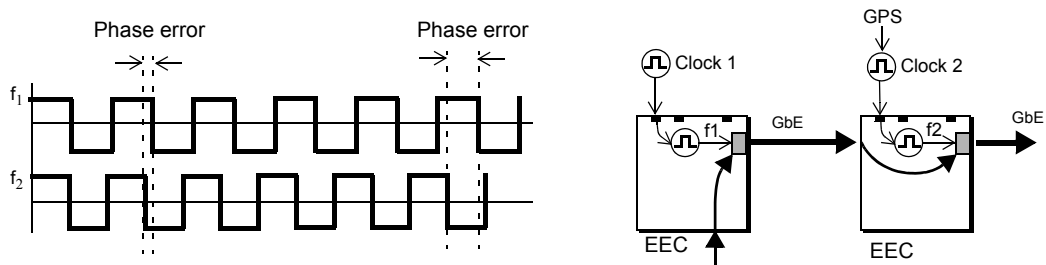 Phase error
Phase error
f1
f2
GPS
Clock 1
Clock 2
f1
GbE
f2
GbE
EEC
EEC